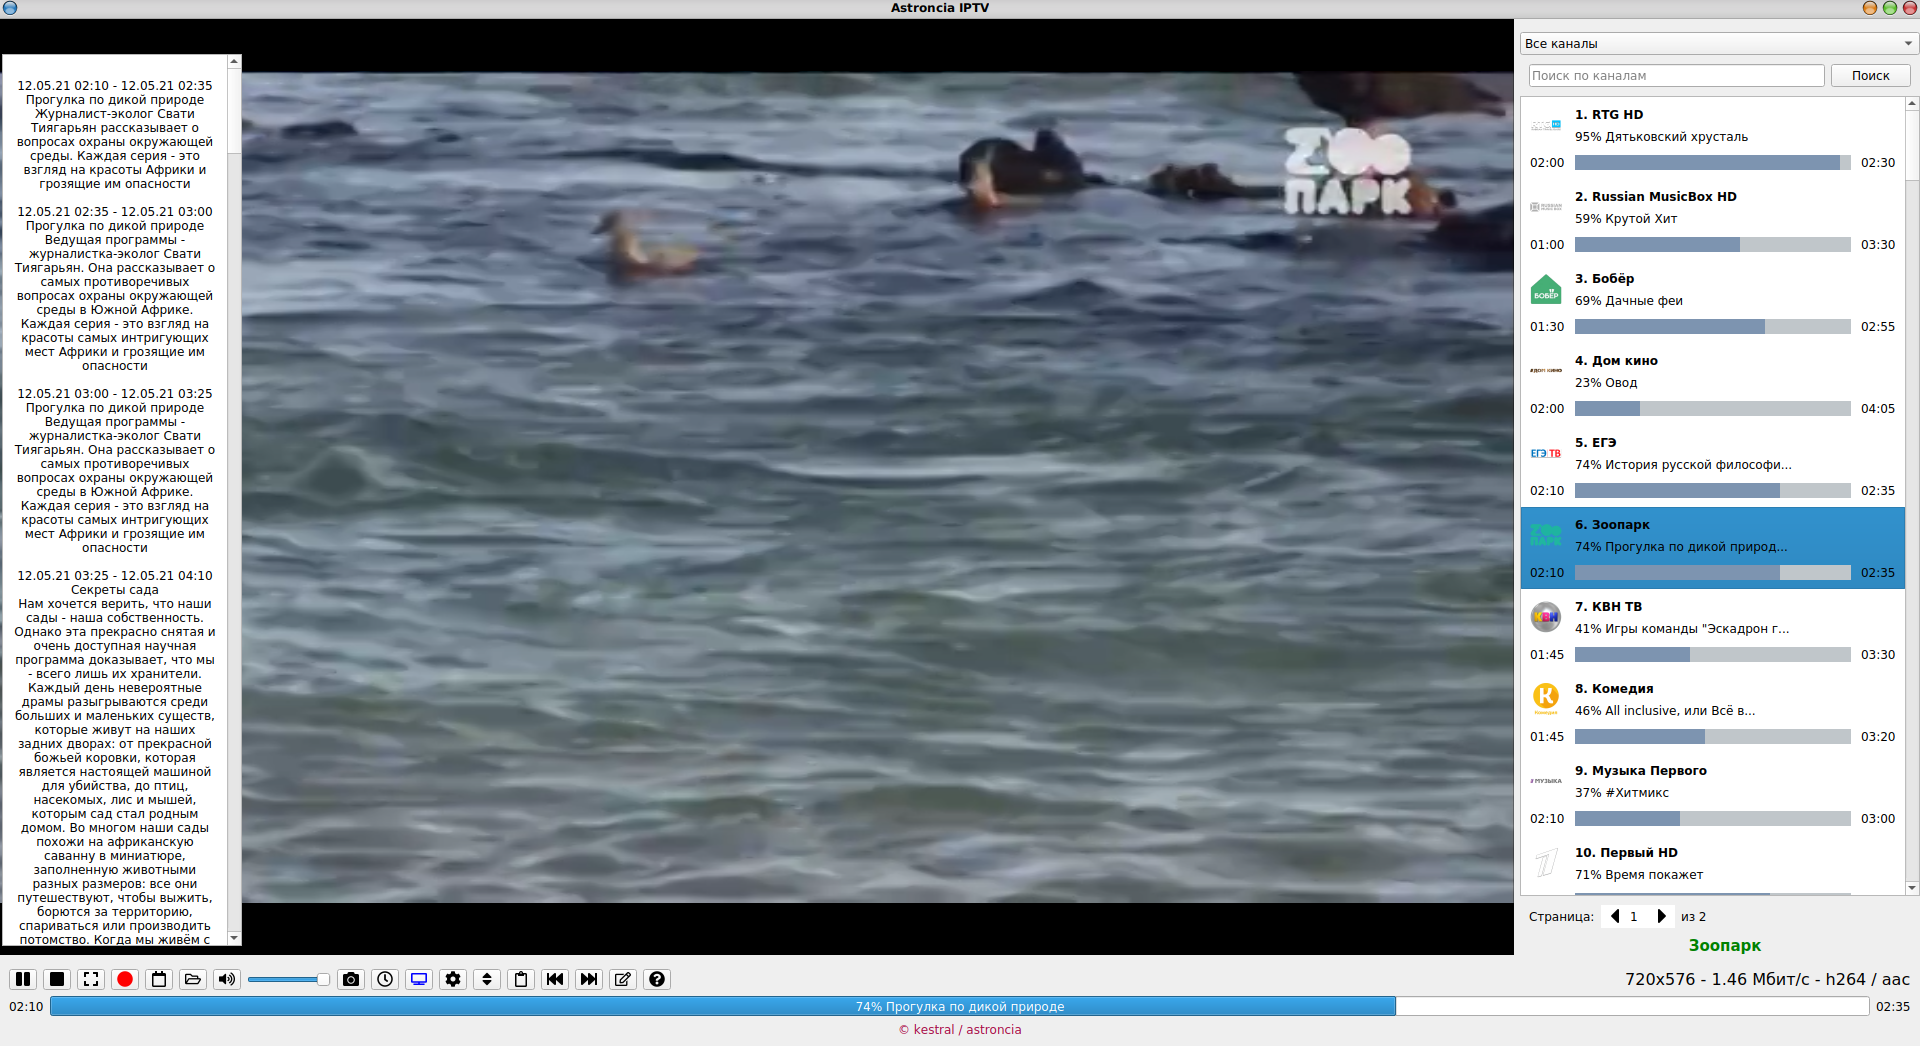 Astroncia IPTV
12.05.21 02:10 - 12.05.21 02:35
Прогулка по дикой природе
Журналист-эколог Свати
Тиягарьян рассказывает о
вопросах охраны окружающей
среды. Каждая серия - это
взгляд на красоты Африки и
грозящие им опасности
12.05.21 02:35 - 12.05.21 03:00
Прогулка по дикой природе
Ведущая программы -
журналистка-эколог Свати
Тиягарьян. Она рассказывает о
самых противоречивых
вопросах охраны окружающей
среды в Южной Африке.
Каждая серия - это взгляд на
красоты самых интригующих
мест Африки и грозящие им
опасности
12.05.21 03:00 - 12.05.21 03:25
Прогулка по дикой природе
Ведущая программы -
журналистка-эколог Свати
Тиягарьян. Она рассказывает о
самых противоречивых
вопросах охраны окружающей
среды в Южной Африке.
Каждая серия - это взгляд на
красоты самых интригующих
мест Африки и грозящие им
опасности
12.05.21 03:25 - 12.05.21 04:10
Секреты сада
Нам хочется верить, что наши
сады - наша собственность.
Однако эта прекрасно снятая и
очень доступная научная
программа доказывает, что мы
- всего лишь их хранители.
Каждый день невероятные
драмы разыгрываются среди
больших и маленьких существ,
которые живут на наших
задних дворах: от прекрасной
божьей коровки, которая
является настоящей машиной
для убийства, до птиц,
насекомых, лис и мышей,
которым сад стал родным
домом. Во многом наши сады
похожи на африканскую
саванну в миниатюре,
заполненную животными
разных размеров: все они
путешествуют, чтобы выжить,
борются за территорию,
спариваться или производить
потомство. Когда мы живём с
ZOO
ПАРК
Все каналы
Поиск по каналам
Поиск
1. RTG HD
95% Дятьковский хрусталь
02:00 02:30
2. Russian MusicBox HD
59% Крутой Хит
01:00 03:30
3. Бобёр
БОБЁР
69% Дачные феи
01:30 02:55
4. Дом кино
23% Овод
02:00 04:05
5. ЕГЭ
ЕГЭ ТВ
74% История русской философи...
02:10 02:35
6. Зоопарк
ZOO
ПАРК
74% Прогулка по дикой природ...
02:10 02:35
7. КВН ТВ
КВН
41% Игры команды "Эскадрон г...
01:45 03:30
8. Комедия
К
46% All inclusive, или Всё в...
01:45 03:20
9. Музыка Первого
37% #Хитмикс
02:10 03:00
10. Первый HD
71% Время покажет
Страница: 1 из 2
Зоопарк
720x576 - 1.46 Мбит/с - h264 / aac
02:10 74% Прогулка по дикой природе 02:35
© kestral / astroncia